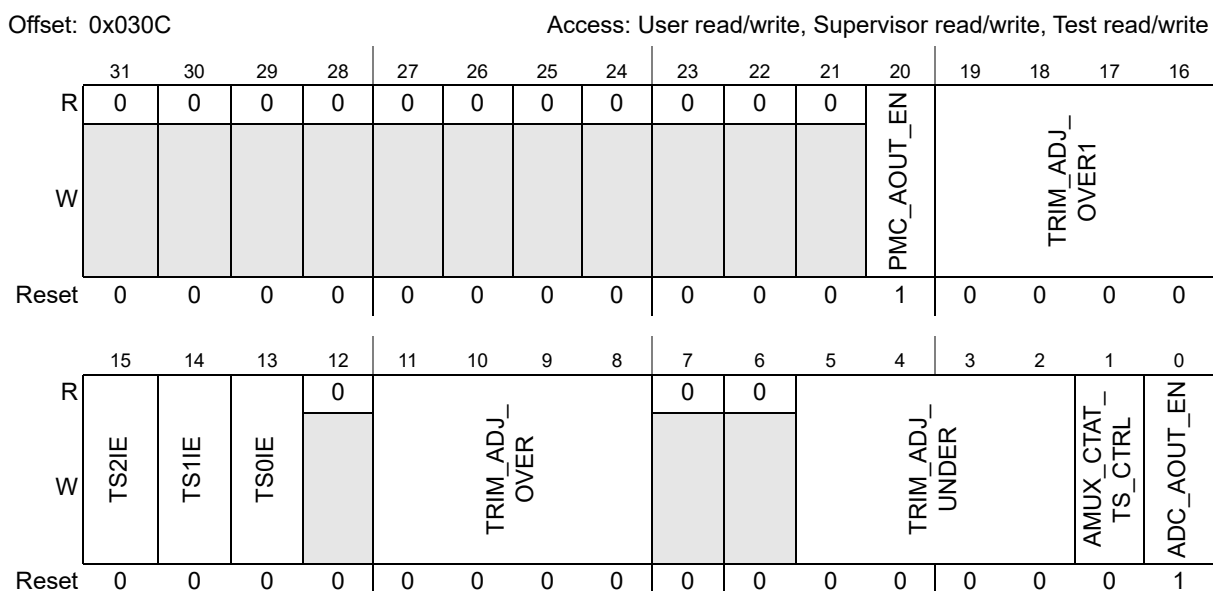 Offset: 0x030C Access: User read/write, Supervisor read/write, Test read/write
31 30 29 28 27 26 25 24 23 22 21 20 19 18 17 16
R 0 0 0 0 0 0 0 0 0 0 0
PMC_AOUT_EN
TRIM_ADJ_
OVER1
W
Reset 0 0 0 0 0 0 0 0 0 0 0 1 0 0 0 0
15 14 13 12 11 10 9 8 7 6 5 4 3 2 1 0
R 0 0 0
TS2IE
TS1IE
TS0IE
TRIM_ADJ_
OVER
TRIM_ADJ_
UNDER
AMUX_CTAT_
TS_CTRL
ADC_AOUT_EN
W
Reset 0 0 0 0 0 0 0 0 0 0 0 0 0 0 0 1